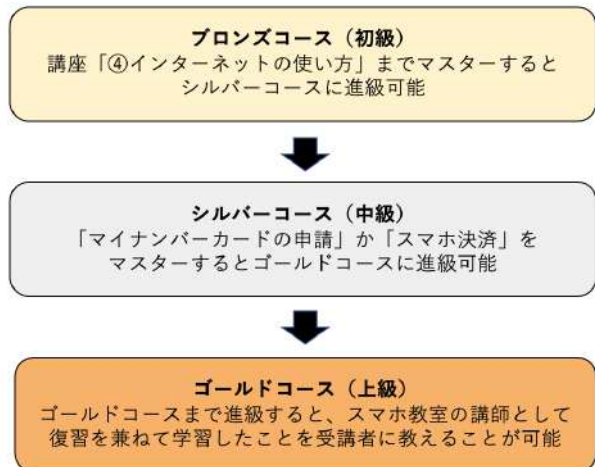 ブロンズコース（初級）
講座「④インターネットの使い方」までマスターすると
シルバーコースに進級可能
シルバーコース（中級）
「マイナンバーカードの申請」か「スマホ決済」を
マスターするとゴールドコースに進級可能
ゴールドコース（上級）
ゴールドコースまで進級すると、スマホ教室の講師として
復習を兼ねて学習したことを受講者に教えることが可能